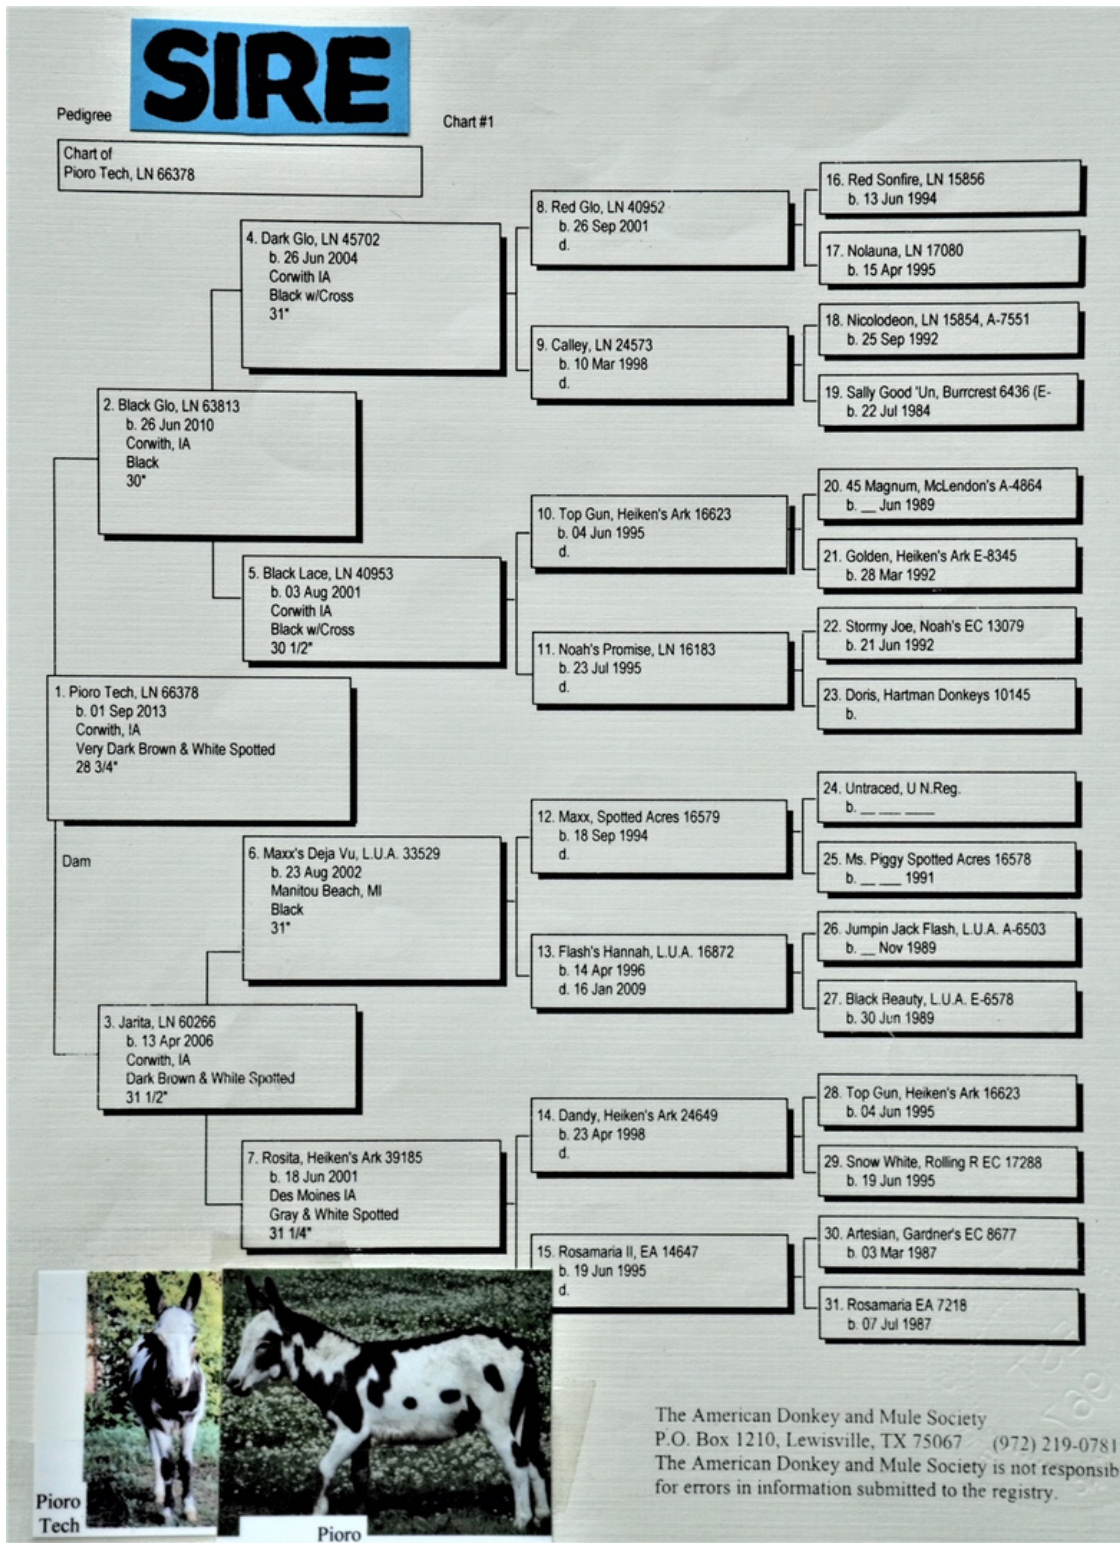 SIRE
Pedigree
Chart #1
Chart of
Pioro Tech, LN 66378
1. Pioro Tech, LN 66378
b. 01 Sep 2013
Corwith, IA
Very Dark Brown & White Spotted
28 3/4"
Dam
2. Black Glo, LN 63813
b. 26 Jun 2010
Corwith, IA
Black
30"
3. Jarita, LN 60266
b. 13 Apr 2006
Corwith, IA
Dark Brown & White Spotted
31 1/2"
4. Dark Glo, LN 45702
b. 26 Jun 2004
Corwith IA
Black w/Cross
31"
5. Black Lace, LN 40953
b. 03 Aug 2001
Corwith IA
Black w/Cross
30 1/2"
6. Maxx's Deja Vu, L.U.A. 33529
b. 23 Aug 2002
Manitou Beach, MI
Black
31"
7. Rosita, Heiken's Ark 39185
b. 18 Jun 2001
Des Moines IA
Gray & White Spotted
31 1/4"
8. Red Glo, LN 40952
b. 26 Sep 2001
d.
9. Calley, LN 24573
b. 10 Mar 1998
d.
10. Top Gun, Heiken's Ark 16623
b. 04 Jun 1995
d.
11. Noah's Promise, LN 16183
b. 23 Jul 1995
d.
12. Maxx, Spotted Acres 16579
b. 18 Sep 1994
d.
13. Flash's Hannah, L.U.A. 16872
b. 14 Apr 1996
d. 16 Jan 2009
14. Dandy, Heiken's Ark 24649
b. 23 Apr 1998
d.
15. Rosamaria II, EA 14647
b. 19 Jun 1995
d.
16. Red Sonfire, LN 15856
b. 13 Jun 1994
17. Nolauna, LN 17080
b. 15 Apr 1995
18. Nicolodeon, LN 15854, A-7551
b. 25 Sep 1992
19. Sally Good 'Un, Burrcrest 6436 (E-
b. 22 Jul 1984
20. 45 Magnum, McLendon's A-4864
b. __ Jun 1989
21. Golden, Heiken's Ark E-8345
b. 28 Mar 1992
22. Stormy Joe, Noah's EC 13079
b. 21 Jun 1992
23. Doris, Hartman Donkeys 10145
b.
24. Untraced, U N.Reg.
b. __ ___ ____
25. Ms. Piggy Spotted Acres 16578
b. __ ___ 1991
26. Jumpin Jack Flash, L.U.A. A-6503
b. __ Nov 1989
27. Black Beauty, L.U.A. E-6578
b. 30 Jun 1989
28. Top Gun, Heiken's Ark 16623
b. 04 Jun 1995
29. Snow White, Rolling R EC 17288
b. 19 Jun 1995
30. Artesian, Gardner's EC 8677
b. 03 Mar 1987
31. Rosamaria EA 7218
b. 07 Jul 1987
Pioro
Tech
Pioro
The American Donkey and Mule Society
P.O. Box 1210, Lewisville, TX 75067 (972) 219-0781
The American Donkey and Mule Society is not responsib
for errors in information submitted to the registry.